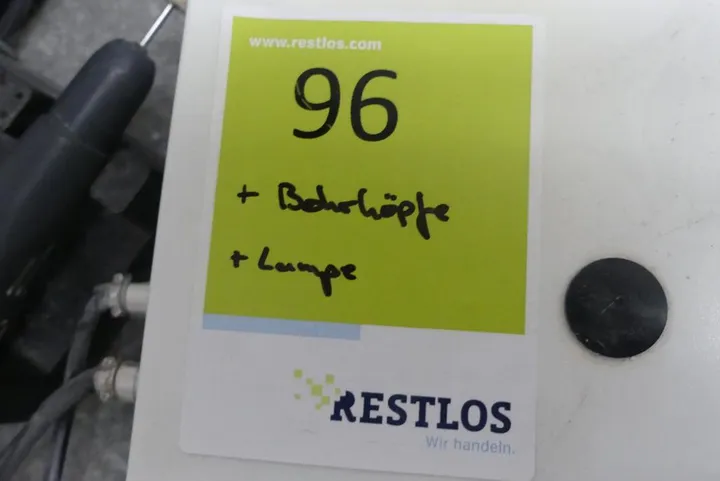 www.restlos.com
96
+ Bohrköpfe
+ Lampe
RESTLOS
Wir handeln.